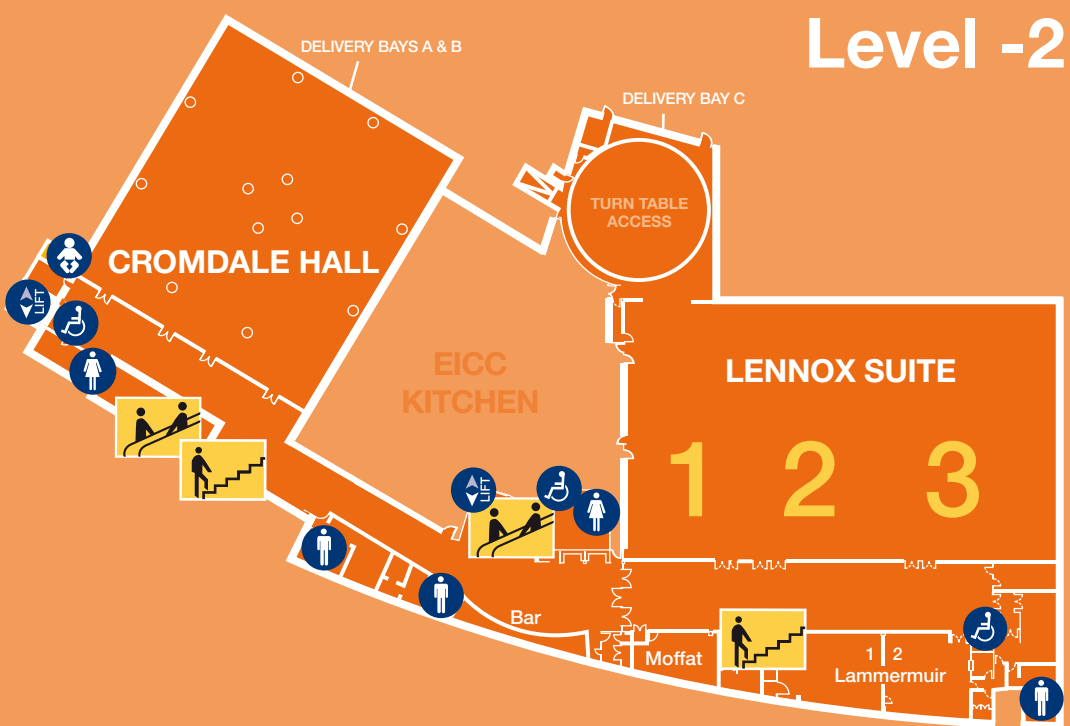 Level -2
DELIVERY BAYS A & B
DELIVERY BAY C
TURN TABLE
ACCESS
CROMDALE HALL
LIFT
EICC
KITCHEN
LENNOX SUITE
1 2 3
LIFT
Bar
Moffat
1 2
Lammermuir